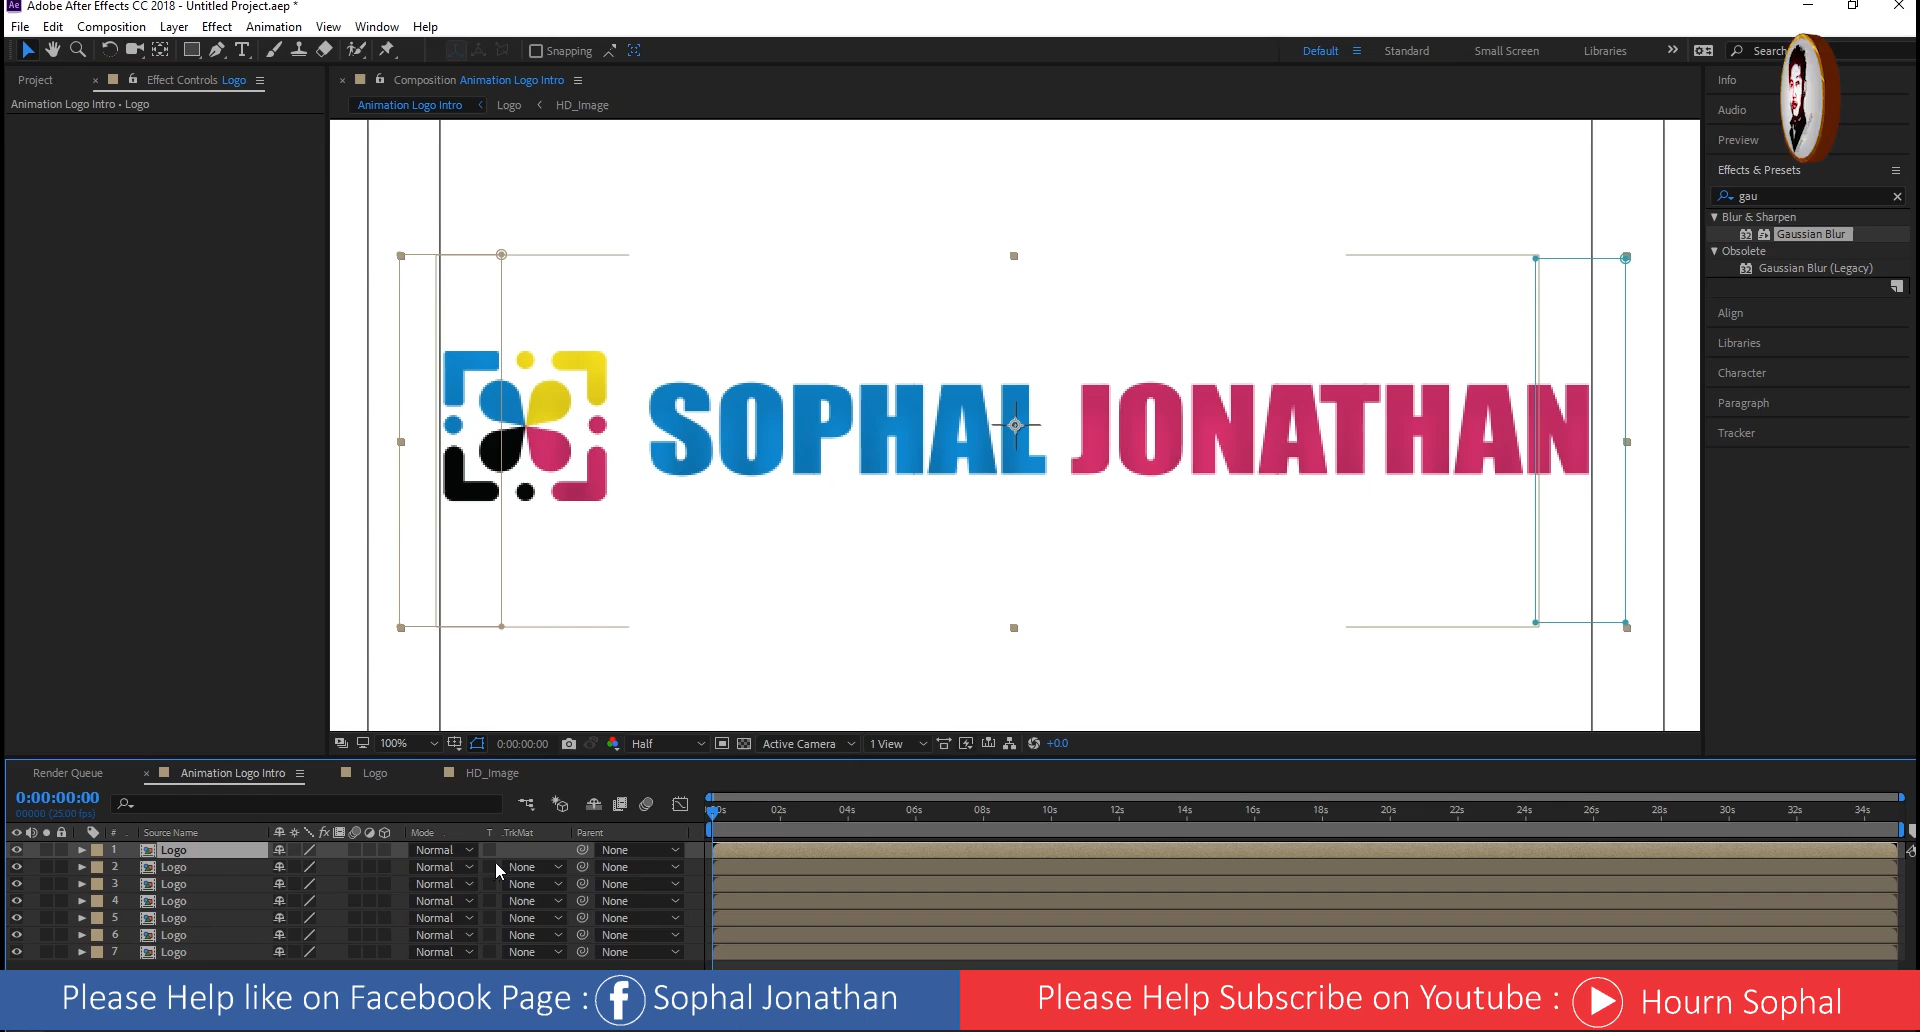 Adobe After Effects CC 2018 - Untitled Project.aep *
File Edit Composition Layer Effect Animation View Window Help
Snapping
Default Standard Small Screen Libraries
Project
Effect Controls Logo
Composition Animation Logo Intro
Animation Logo Intro • Logo
Animation Logo Intro Logo HD_Image
Info
Audio
Preview
Effects & Presets
gau
Blur & Sharpen
32 Gaussian Blur
Obsolete
32 Gaussian Blur (Legacy)
Align
Libraries
Character
Paragraph
Tracker
SOPHAL JONATHAN
100% 0:00:00:00 Half Active Camera 1 View +0.0
Render Queue Animation Logo Intro Logo HD_Image
0:00:00:00
00000 (25.00 fps)
02s 04s 06s 08s 10s 12s 14s 16s 18s 20s 22s 24s 26s 28s 30s 32s 34s
# Source Name fx Mode T .TrkMat Parent
1 Logo Normal None
2 Logo Normal None None
3 Logo Normal None None
4 Logo Normal None None
5 Logo Normal None None
6 Logo Normal None None
7 Logo Normal None None
Please Help like on Facebook Page : f Sophal Jonathan
Please Help Subscribe on Youtube : Hourn Sophal